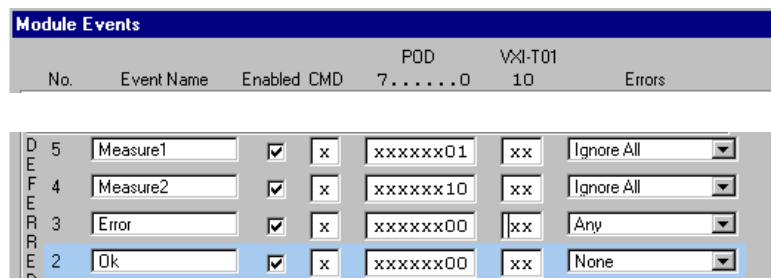 Module Events
POD VXI-T01
No. Event Name Enabled CMD 7......0 10 Errors
DEFERRED
5 Measure1 x xxxxxx01 xx Ignore All
4 Measure2 x xxxxxx10 xx Ignore All
3 Error x xxxxxx00 xx Any
2 Ok x xxxxxx00 xx None